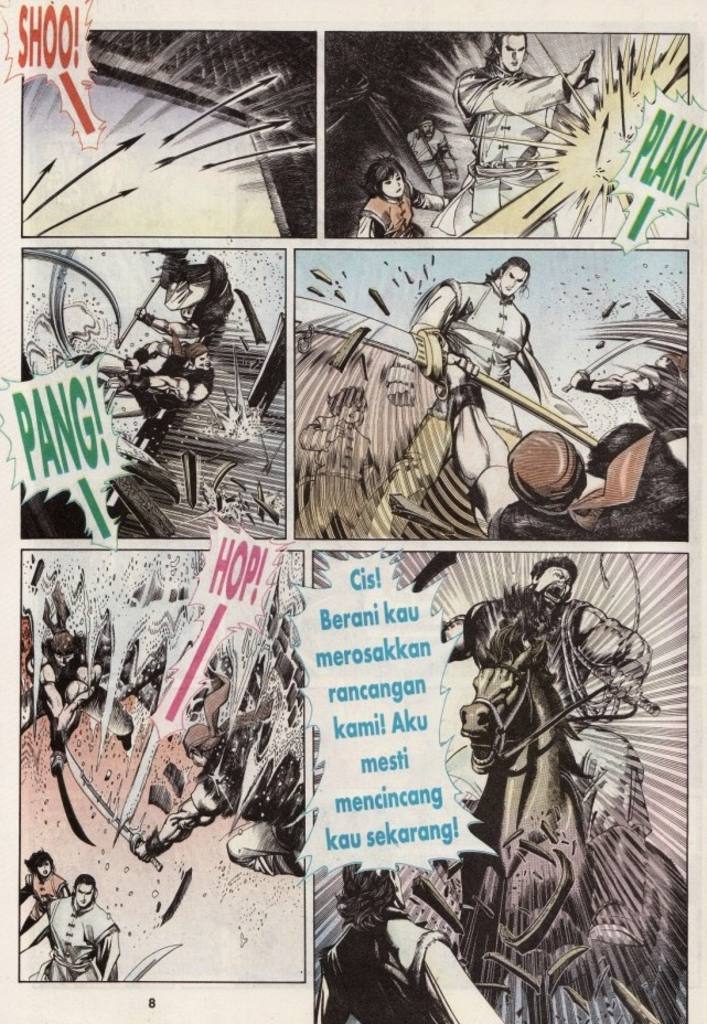 SHOO!
PLAK!
PANG!
HOP!
Cis!
Berani kau
merosakkan
rancangan
kami! Aku
mesti
mencincang
kau sekarang!
8